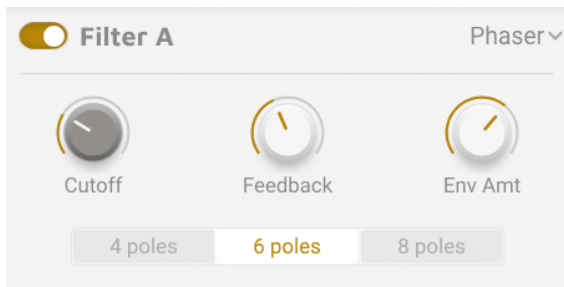 Filter A Phaser
Cutoff Feedback Env Amt
4 poles 6 poles 8 poles